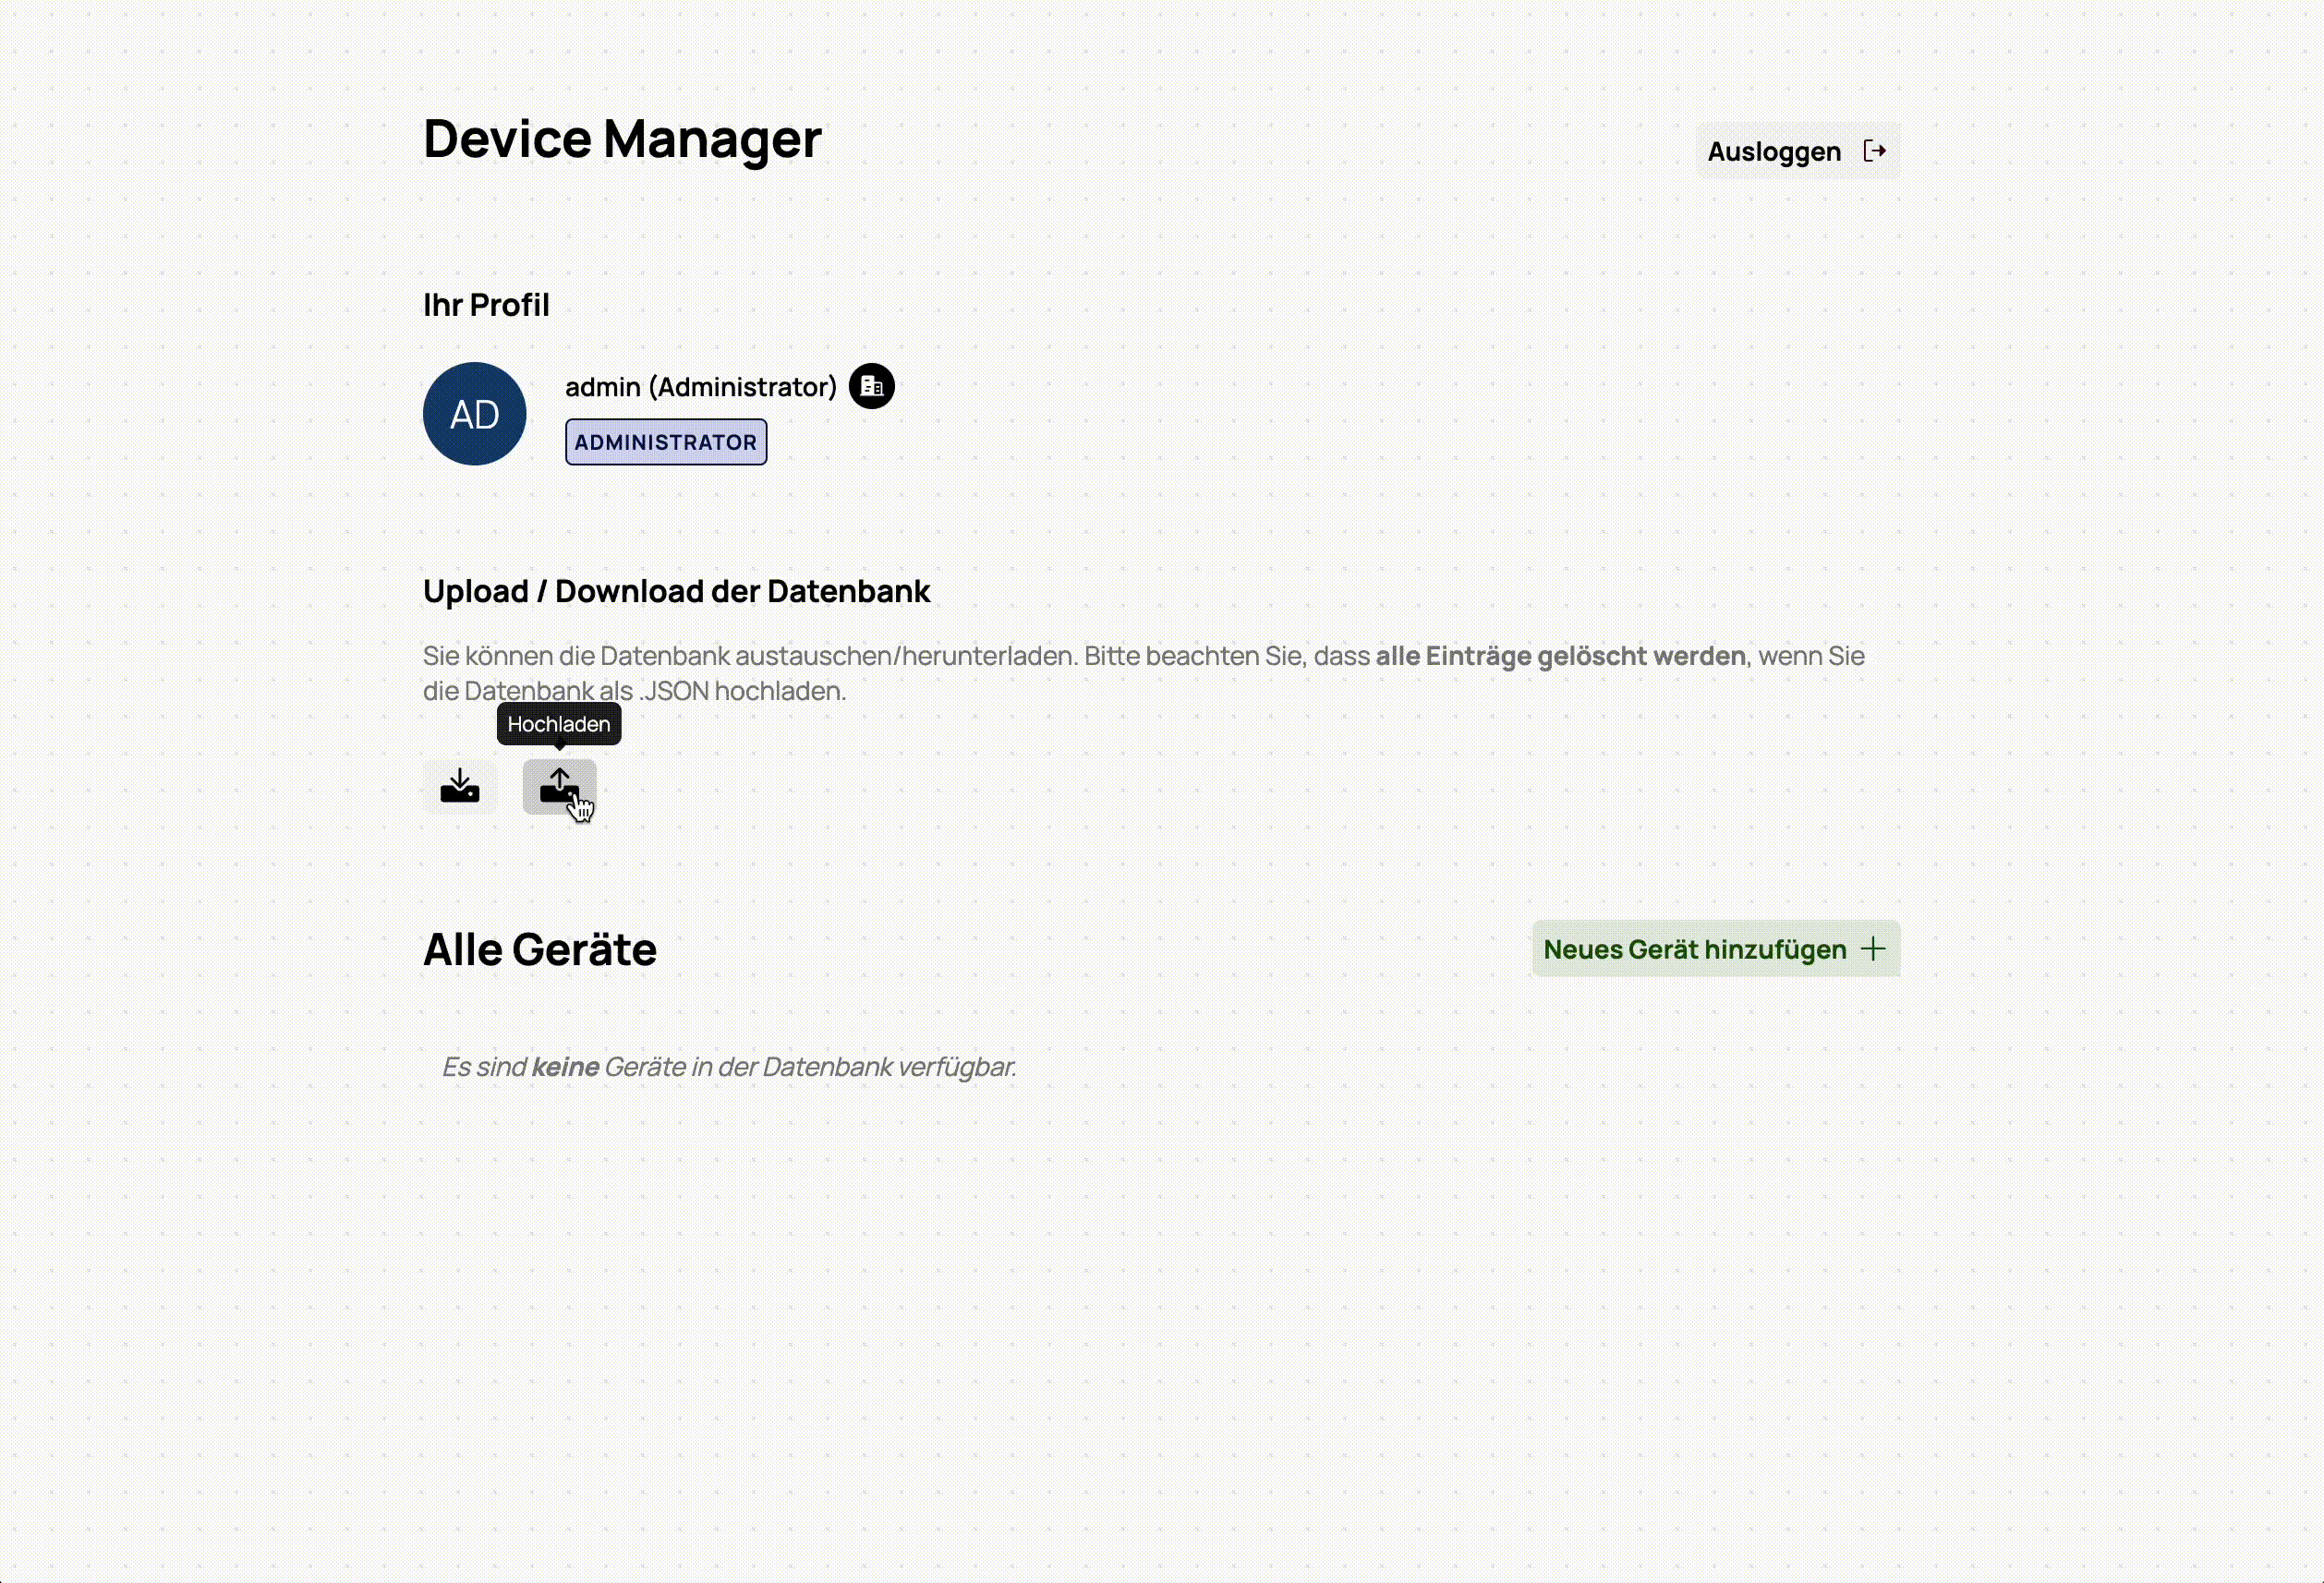 Device Manager
Ausloggen
Ihr Profil
AD
admin (Administrator)
ADMINISTRATOR
Upload / Download der Datenbank
Sie können die Datenbank austauschen/herunterladen. Bitte beachten Sie, dass alle Einträge gelöscht werden, wenn Sie
die Datenbank als .JSON hochladen.
Hochladen
Alle Geräte
Neues Gerät hinzufügen
Es sind keine Geräte in der Datenbank verfügbar.